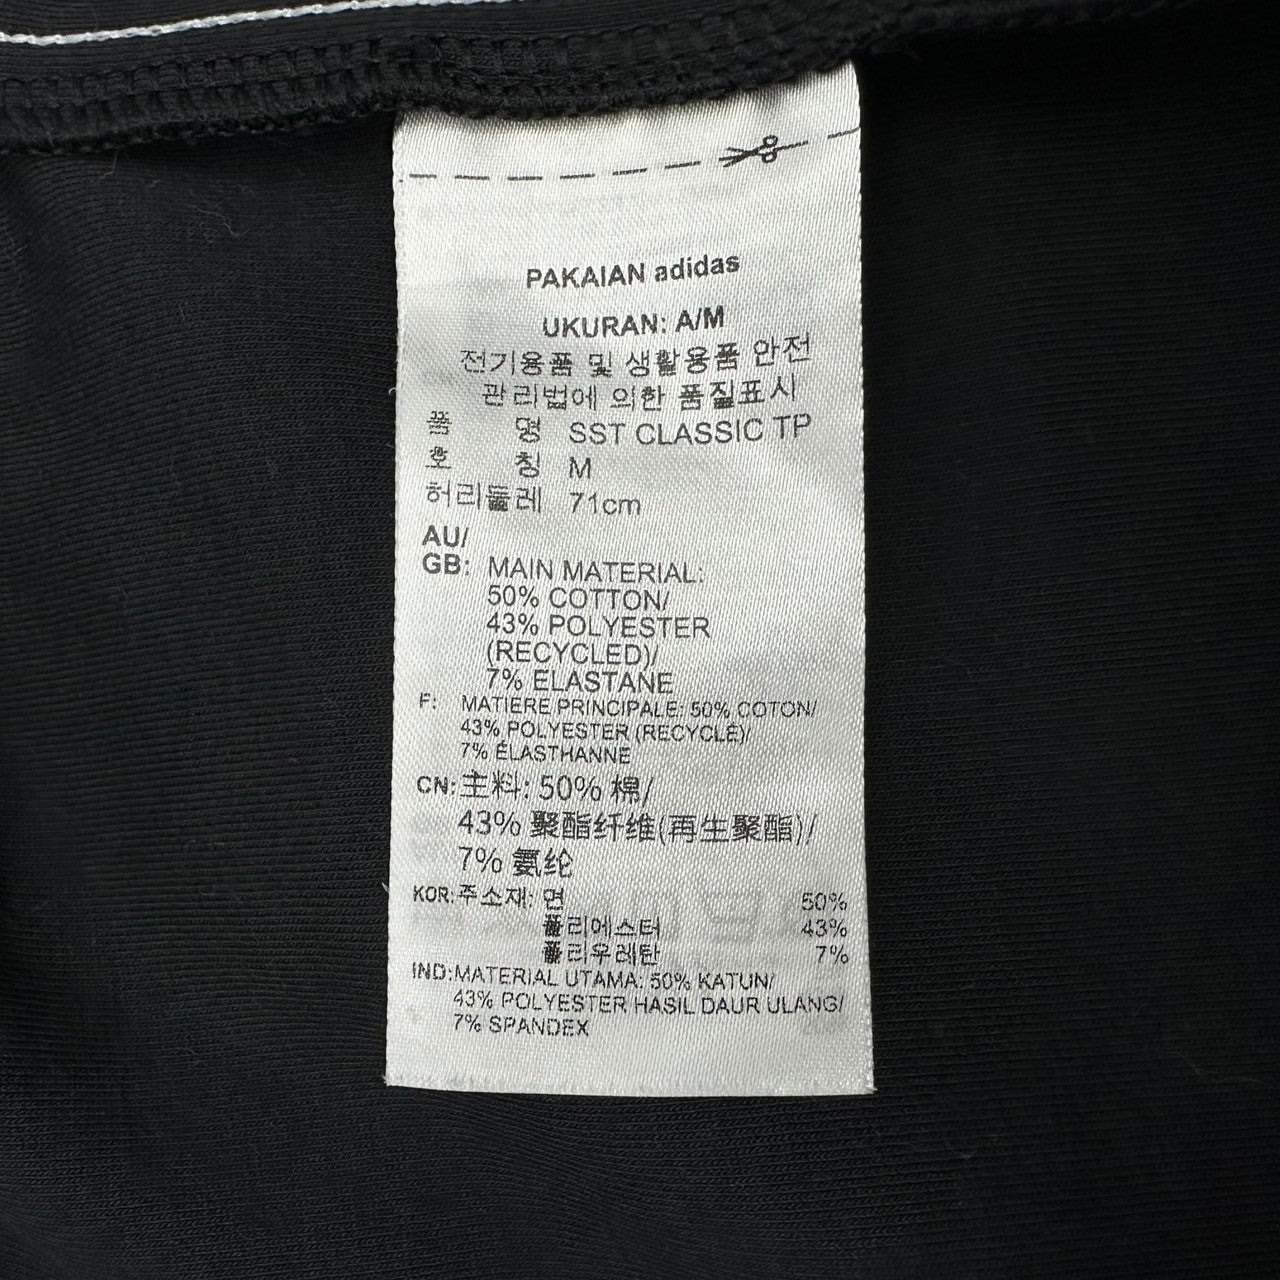 PAKAIAN adidas
UKURAN: A/M
전기용품 및 생활용품 안전
관리법에 의한 품질표시
품 명 SST CLASSIC TP
호 칭 M
허리둘레 71cm
AU/
GB: MAIN MATERIAL:
50% COTTON/
43% POLYESTER
(RECYCLED)/
7% ELASTANE
F: MATIÈRE PRINCIPALE: 50% COTON/
43% POLYESTER (RECYCLÉ)/
7% ÉLASTHANNE
CN: 主料: 50% 棉/
43% 聚酯纤维(再生聚酯)/
7% 氨纶
KOR: 주소재: 면 50%
폴리에스터 43%
폴리우레탄 7%
IND: MATERIAL UTAMA: 50% KATUN/
43% POLYESTER HASIL DAUR ULANG/
7% SPANDEX